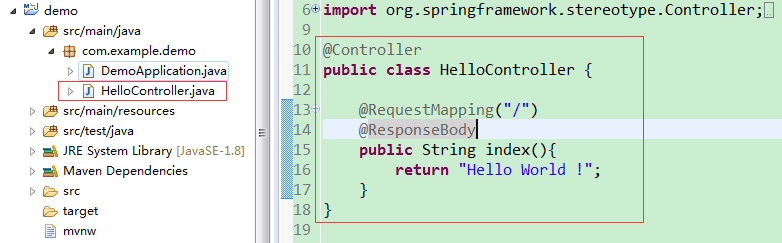 demo
src/main/java
com.example.demo
DemoApplication.java
HelloController.java
src/main/resources
src/test/java
JRE System Library [JavaSE-1.8]
Maven Dependencies
src
target
mvnw
6 import org.springframework.stereotype.Controller;
9
10 @Controller
11 public class HelloController {
12
13 @RequestMapping("/")
14 @ResponseBody
15 public String index(){
16 return "Hello World !";
17 }
18 }
19